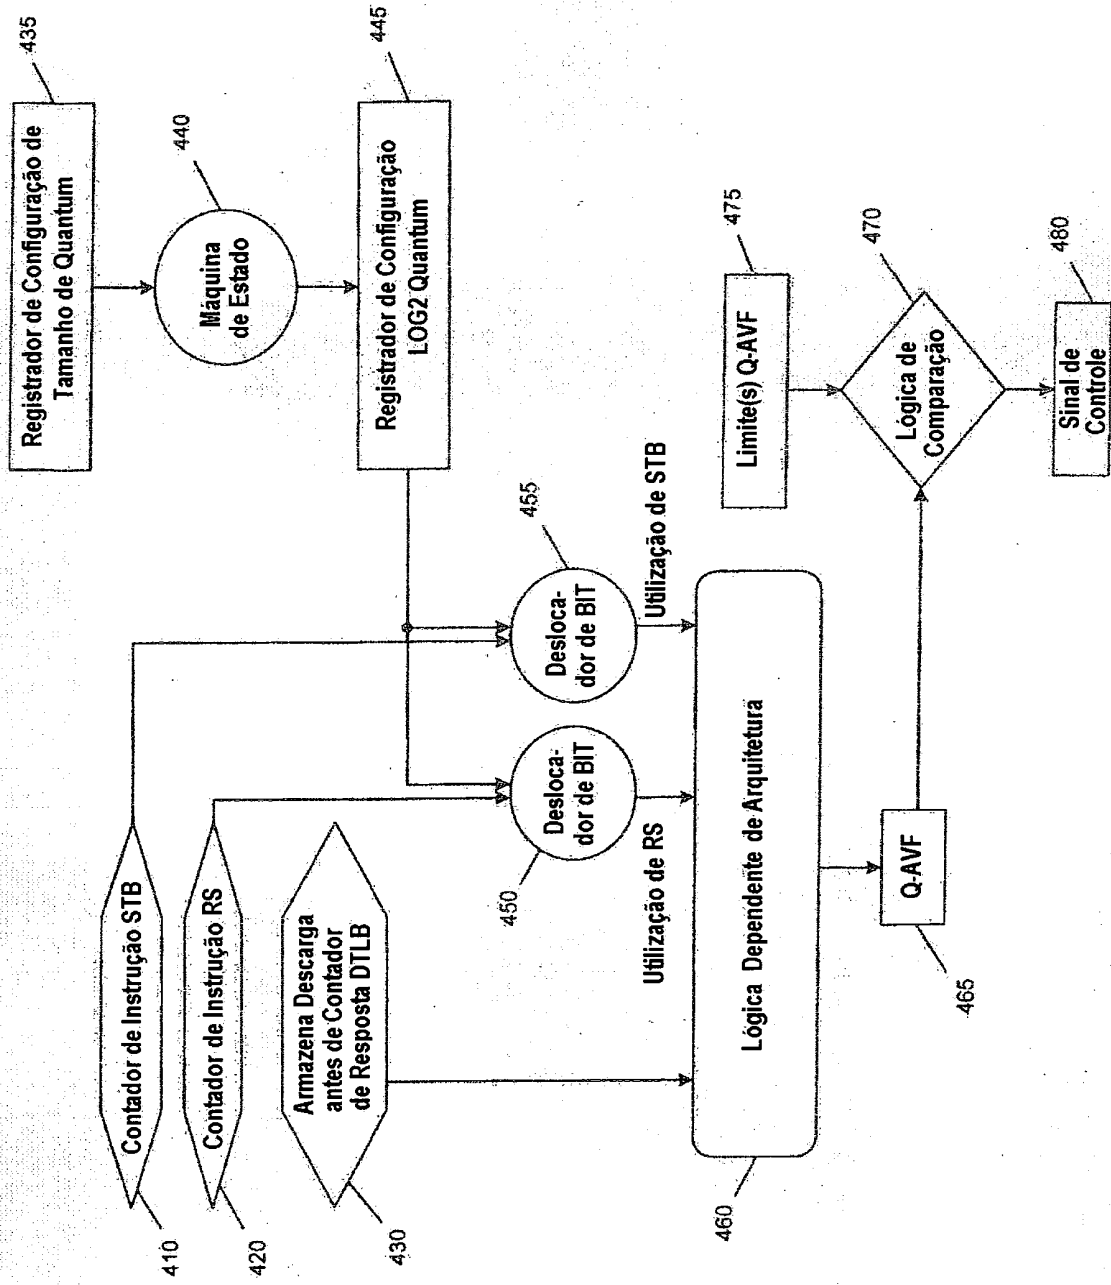 410
Contador de Instrução STB
420
Contador de Instrução RS
430
Armazena Descarga
antes de Contador
de Resposta DTLB
435
Registrador de Configuração de
Tamanho de Quantum
440
Máquina
de Estado
445
Registrador de Configuração
LOG2 Quantum
450
Desloca-
dor de BIT
455
Desloca-
dor de BIT
Utilização de RS
Utilização de STB
460
Lógica Dependente de Arquitetura
465
Q-AVF
475
Limite(s) Q-AVF
470
Lógica de
Comparação
480
Sinal de
Controle